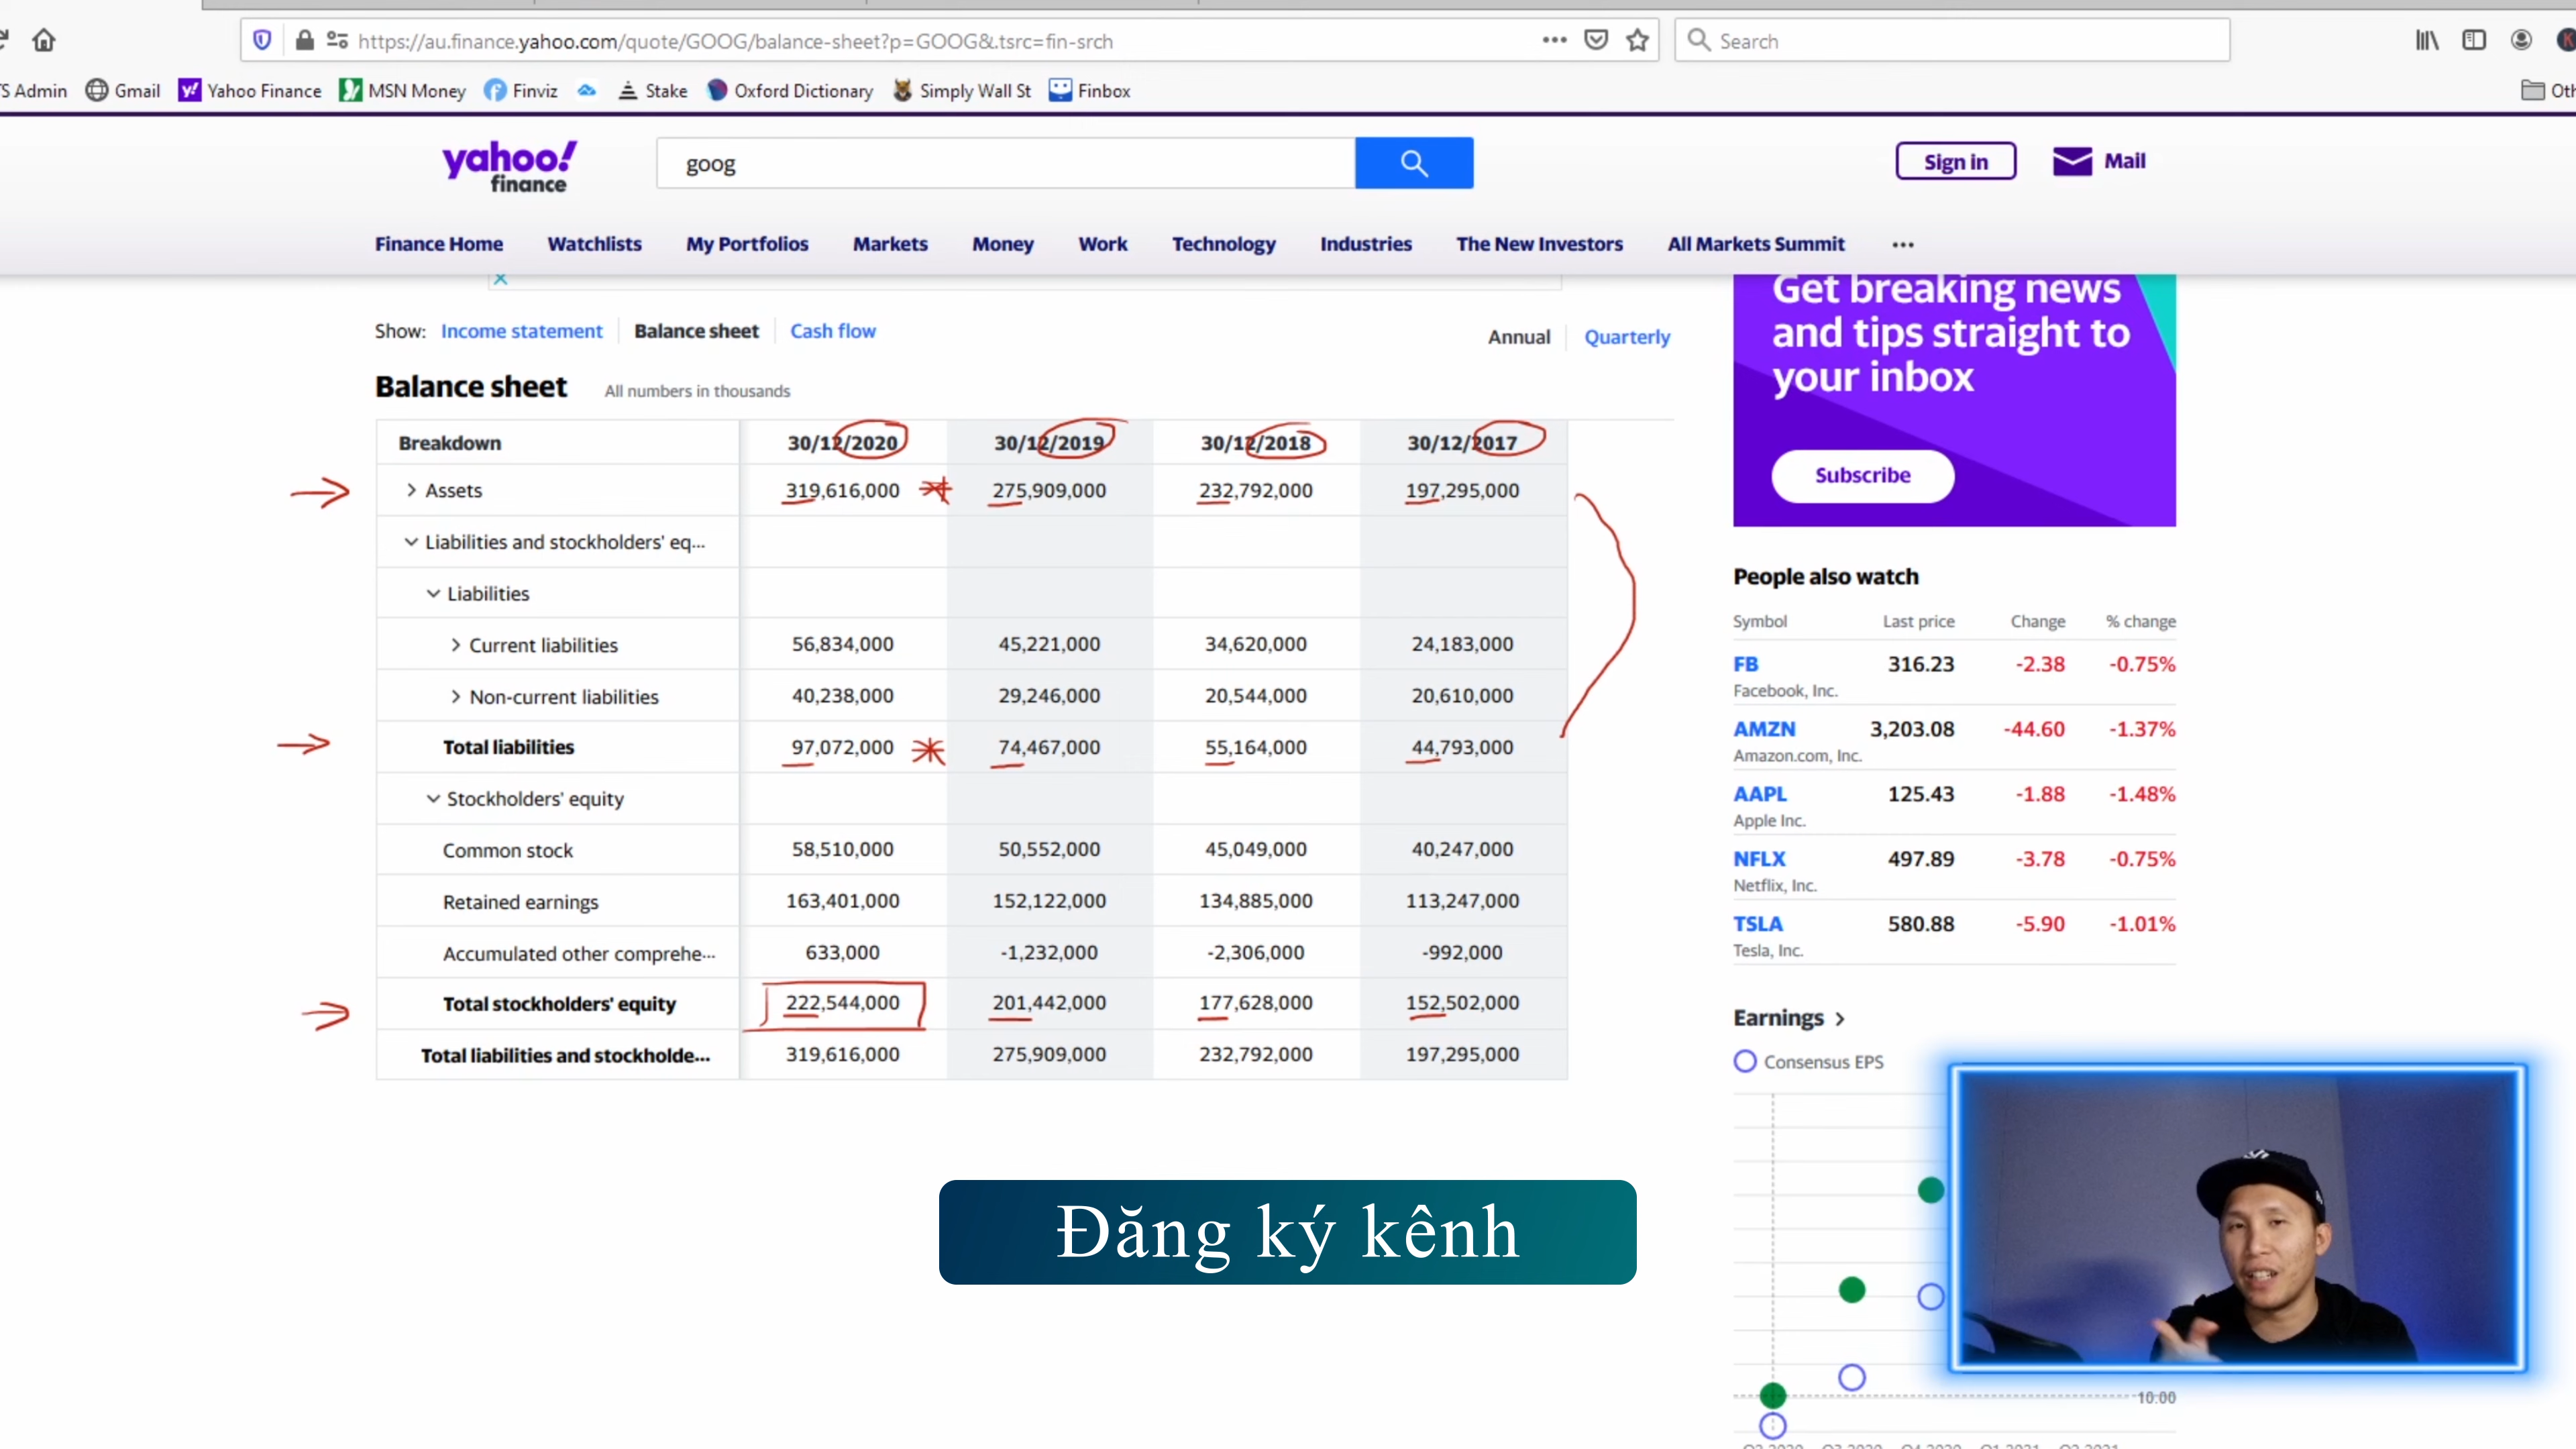 https://au.finance.yahoo.com/quote/GOOG/balance-sheet?p=GOOG&.tsrc=fin-srch
Search
S Admin Gmail Yahoo Finance MSN Money Finviz Stake Oxford Dictionary Simply Wall St Finbox
yahoo!
finance
goog
Sign in
Mail
Finance Home Watchlists My Portfolios Markets Money Work Technology Industries The New Investors All Markets Summit ...
Show: Income statement Balance sheet Cash flow
Annual Quarterly
Balance sheet All numbers in thousands
Breakdown 30/12/2020 30/12/2019 30/12/2018 30/12/2017
Assets 319,616,000 275,909,000 232,792,000 197,295,000
Liabilities and stockholders' eq...
Liabilities
Current liabilities 56,834,000 45,221,000 34,620,000 24,183,000
Non-current liabilities 40,238,000 29,246,000 20,544,000 20,610,000
Total liabilities 97,072,000 74,467,000 55,164,000 44,793,000
Stockholders' equity
Common stock 58,510,000 50,552,000 45,049,000 40,247,000
Retained earnings 163,401,000 152,122,000 134,885,000 113,247,000
Accumulated other comprehe... 633,000 -1,232,000 -2,306,000 -992,000
Total stockholders' equity 222,544,000 201,442,000 177,628,000 152,502,000
Total liabilities and stockholde... 319,616,000 275,909,000 232,792,000 197,295,000
Get breaking news
and tips straight to
your inbox
Subscribe
People also watch
Symbol Last price Change % change
FB 316.23 -2.38 -0.75%
Facebook, Inc.
AMZN 3,203.08 -44.60 -1.37%
Amazon.com, Inc.
AAPL 125.43 -1.88 -1.48%
Apple Inc.
NFLX 497.89 -3.78 -0.75%
Netflix, Inc.
TSLA 580.88 -5.90 -1.01%
Tesla, Inc.
Earnings >
Consensus EPS
10.00
Đăng ký kênh